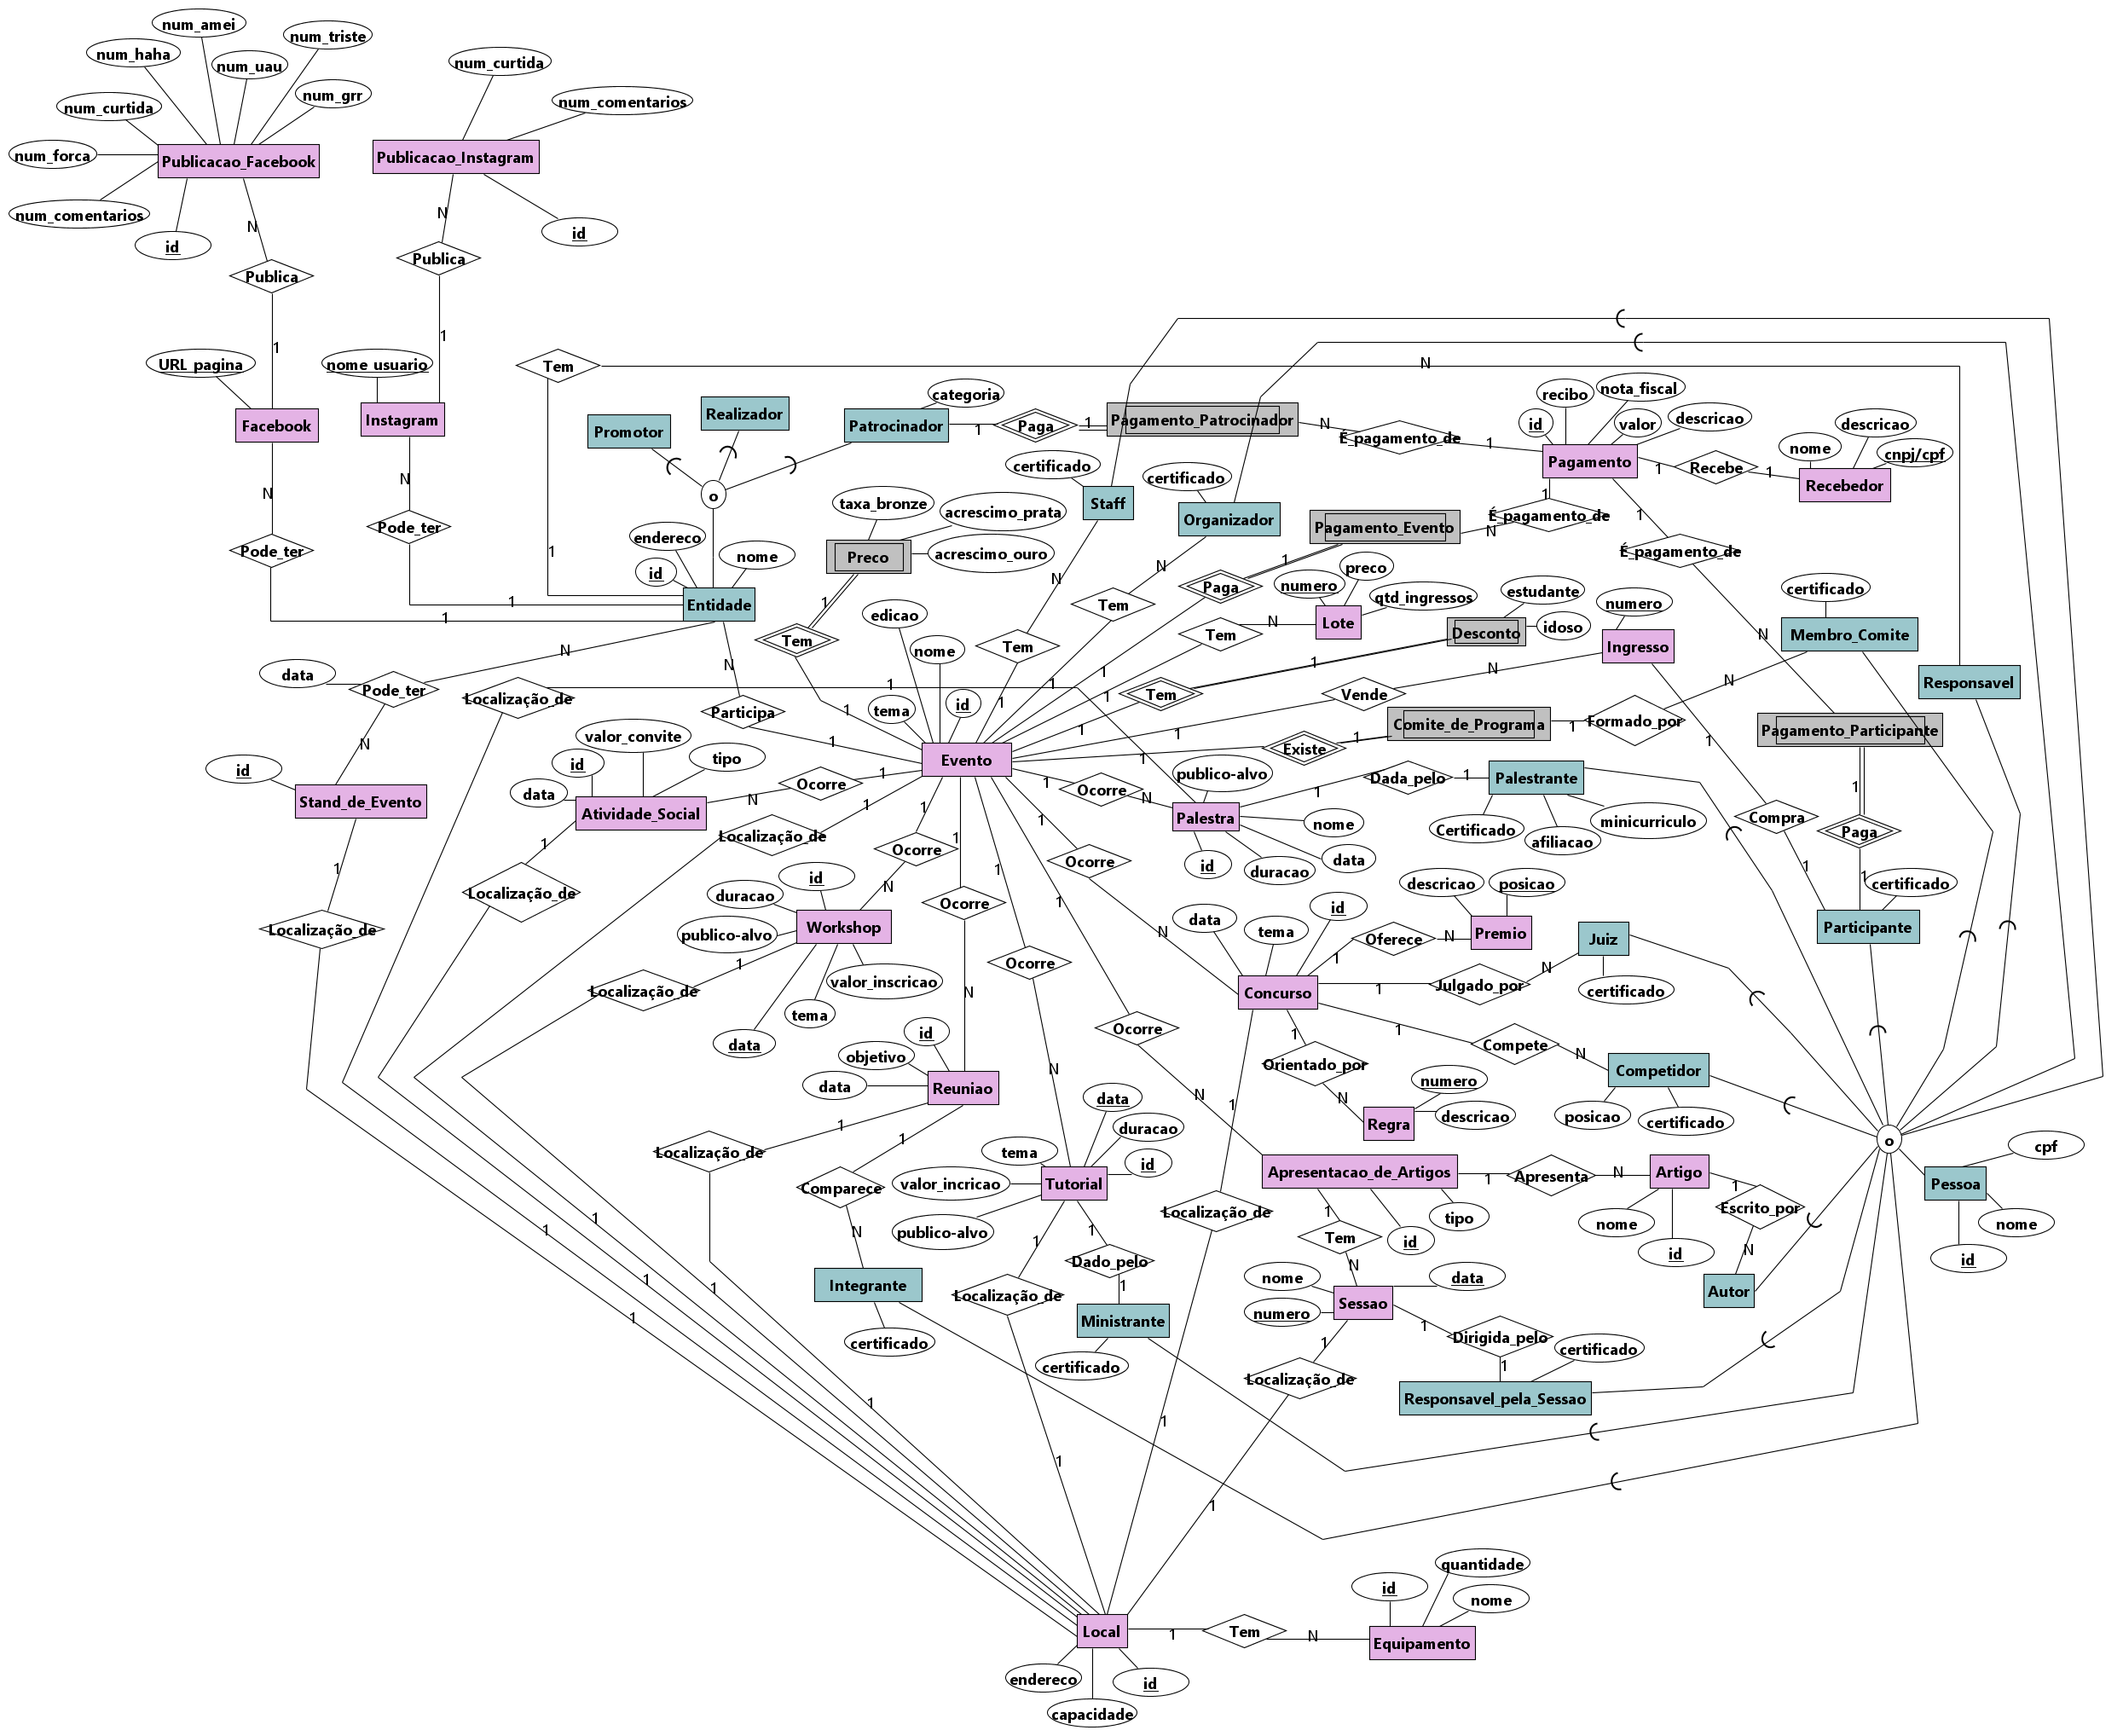 num_amei
num_triste
num_haha
num_uau
num_curtida
num_grr
num_comentarios
num_curtida
num_forca
Publicacao_Facebook
Publicacao_Instagram
num_comentarios
id
id
N
N
Publica
Publica
1
1
URL_pagina
nome_usuario
Facebook
Instagram
N
N
Pode_ter
Pode_ter
1
1
Tem
N
1
Promotor
Realizador
Patrocinador
categoria
o
1
Paga
1
Pagamento_Patrocinador
N
É_pagamento_de
1
recibo
nota_fiscal
id
valor
descricao
Pagamento
1
Recebe
1
nome
descricao
cnpj/cpf
Recebedor
1
É_pagamento_de
N
1
É_pagamento_de
N
certificado
Staff
certificado
Organizador
Pagamento_Evento
1
Paga
1
taxa_bronze
acrescimo_prata
acrescimo_ouro
Preco
1
Tem
1
endereco
nome
id
Entidade
N
Tem
1
N
Tem
1
numero
preco
qtd_ingressos
Lote
N
Tem
1
estudante
idoso
Desconto
1
Tem
1
numero
Ingresso
N
Vende
1
certificado
Membro_Comite
N
Formado_por
1
Comite_de_Programa
1
Existe
1
Responsavel
Pagamento_Participante
1
Paga
1
certificado
Participante
1
Compra
1
edicao
nome
tema
id
Evento
N
Participa
1
data
N
Pode_ter
N
id
Stand_de_Evento
1
Localização_de
1
Localização_de
1
1
valor_convite
id
tipo
data
Atividade_Social
N
Ocorre
1
1
Localização_de
1
Localização_de
1
1
1
Ocorre
N
id
duracao
publico-alvo
Workshop
valor_inscricao
tema
data
1
Localização_de
1
1
Ocorre
N
publico-alvo
Palestra
nome
data
duracao
id
1
Dada_pelo
1
Palestrante
Certificado
afiliacao
minicurriculo
1
Ocorre
N
1
Ocorre
N
id
objetivo
data
Reuniao
1
Localização_de
1
1
Comparece
N
Integrante
certificado
1
Ocorre
N
data
duracao
tema
id
valor_incricao
Tutorial
publico-alvo
1
Localização_de
1
1
Dado_pelo
1
Ministrante
certificado
data
tema
id
Concurso
1
Oferece
N
descricao
posicao
Premio
1
Julgado_por
N
Juiz
certificado
1
Compete
N
Competidor
posicao
certificado
1
Orientado_por
N
numero
descricao
Regra
1
Localização_de
1
1
Ocorre
N
Apresentacao_de_Artigos
tipo
id
1
Apresenta
N
Artigo
nome
id
1
Escrito_por
N
Autor
1
Tem
N
nome
data
numero
Sessao
1
Dirigida_pelo
1
certificado
Responsavel_pela_Sessao
1
Localização_de
1
o
cpf
Pessoa
nome
id
Local
endereco
capacidade
id
1
Tem
N
id
quantidade
nome
Equipamento